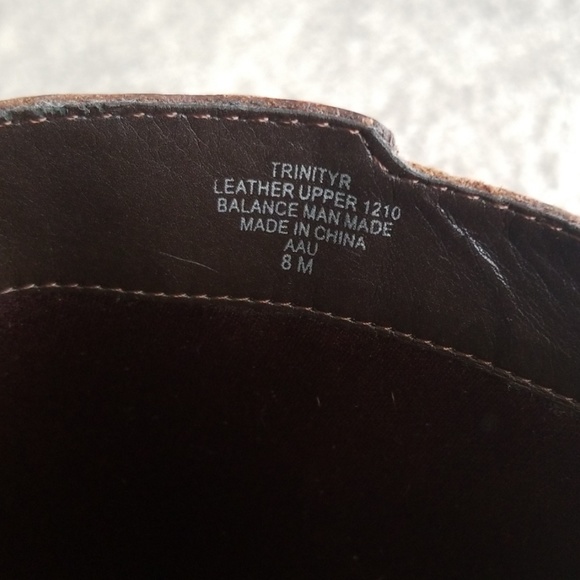 TRINITYR
LEATHER UPPER 1210
BALANCE MAN MADE
MADE IN CHINA
AAU
8 M